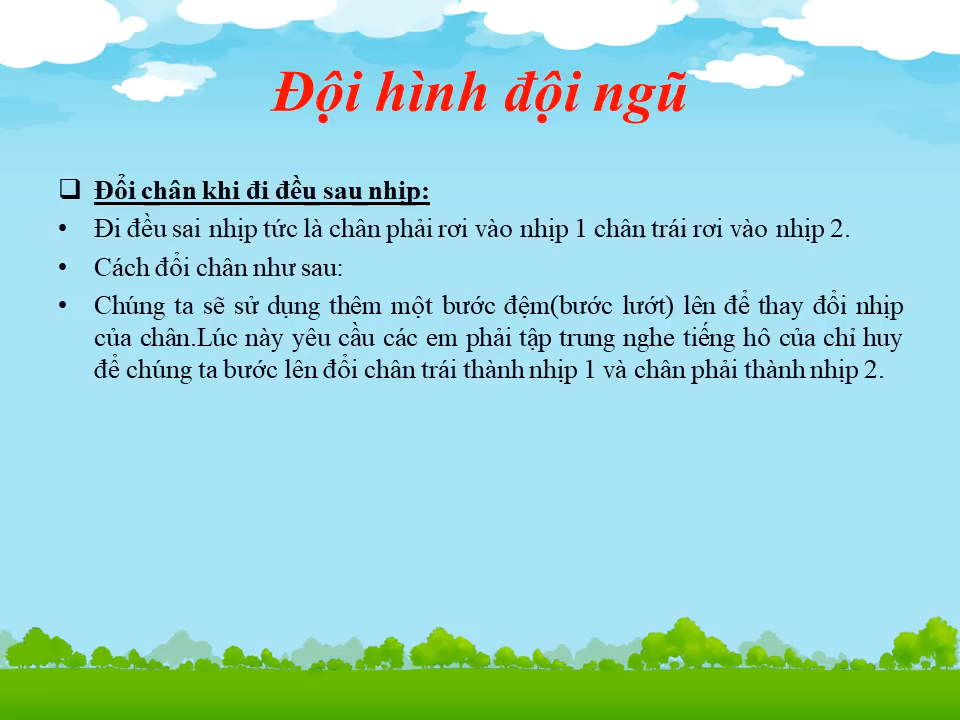 Đội hình đội ngũ
Đổi chân khi đi đều sau nhịp:
Đi đều sai nhịp tức là chân phải rơi vào nhịp 1 chân trái rơi vào nhịp 2.
Cách đổi chân như sau:
Chúng ta sẽ sử dụng thêm một bước đệm(bước lướt) lên để thay đổi nhịp
của chân.Lúc này yêu cầu các em phải tập trung nghe tiếng hô của chỉ huy
để chúng ta bước lên đổi chân trái thành nhịp 1 và chân phải thành nhịp 2.